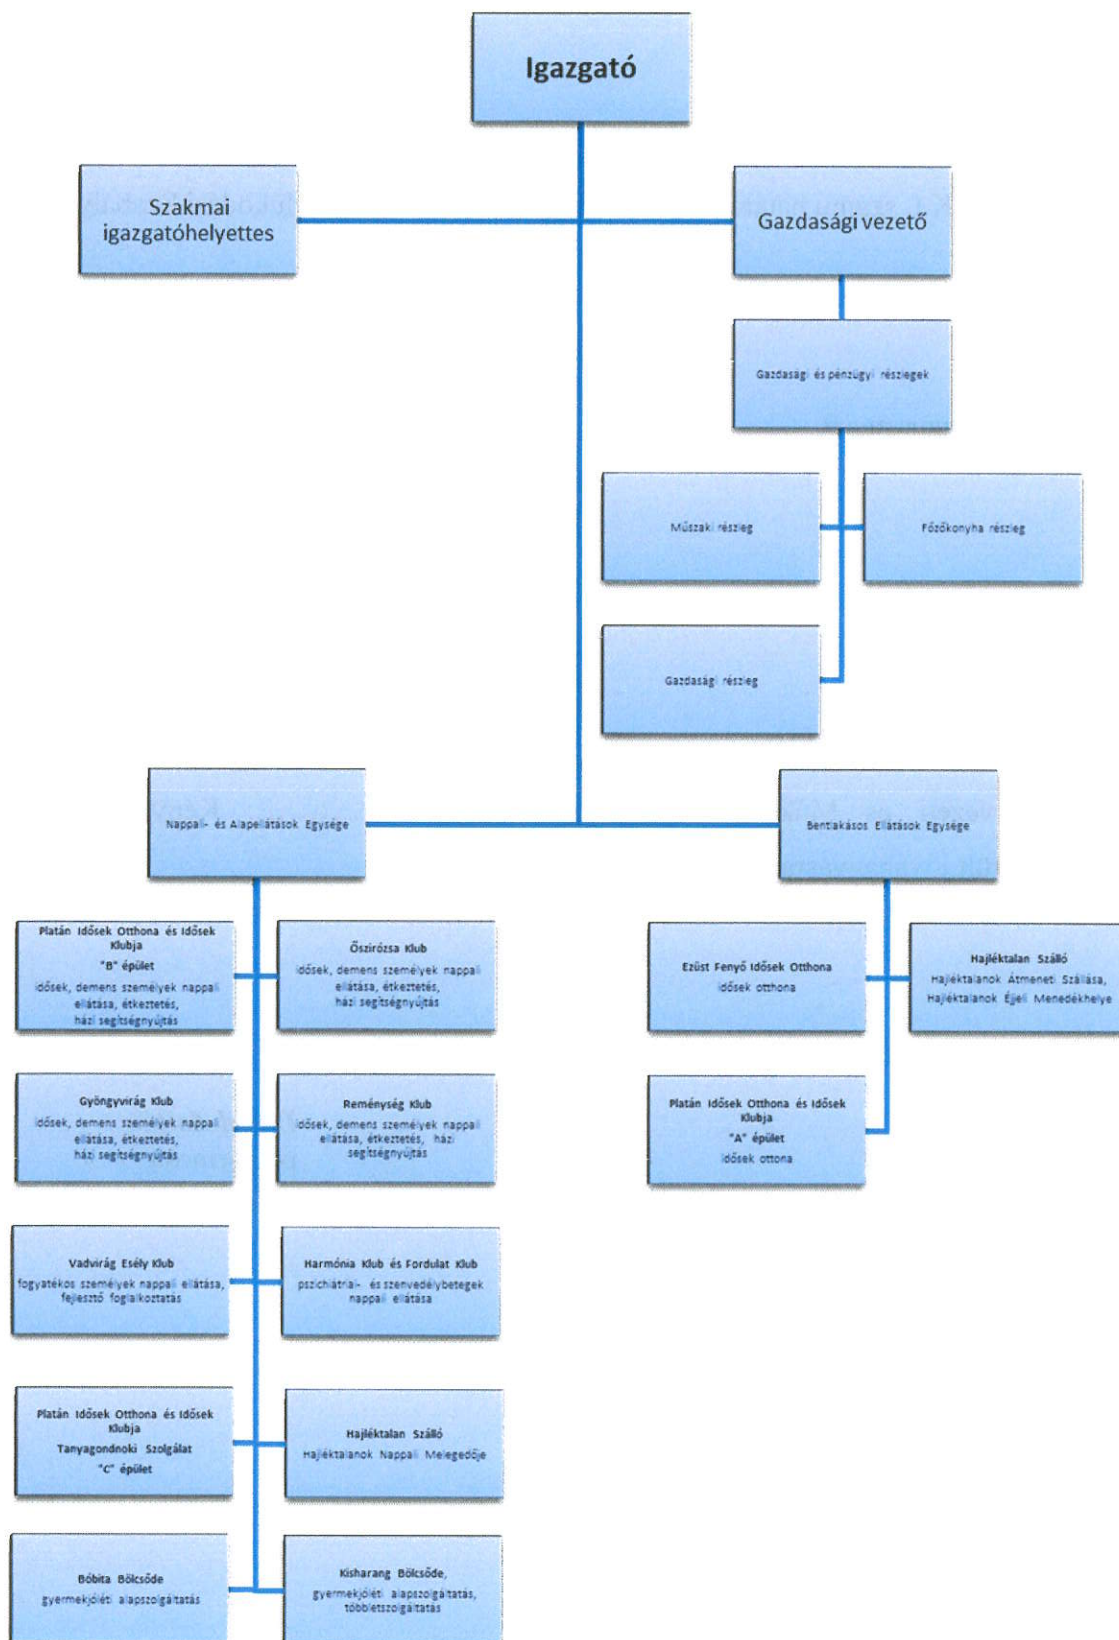 Igazgató
Szakmai
igazgatóhelyettes
Gazdasági vezető
Gazdasági és pénzügyi részlegek
Műszaki részleg
Főzőkonyha részleg
Gazdasági részleg
Nappali- és Alapellátások Egysége
Bentlakásos Ellátások Egysége
Platán Idősek Otthona és Idősek
Klubja
"B" épület
idősek, demens személyek nappali
ellátása, étkeztetés,
házi segítségnyújtás
Őszirózsa Klub
idősek, demens személyek nappali
ellátása, étkeztetés,
házi segítségnyújtás
Ezüst Fenyő Idősek Otthona
idősek otthona
Hajléktalan Szálló
Hajléktalanok Átmeneti Szállása,
Hajléktalanok Éjjeli Menedékhelye
Gyöngyvirág Klub
idősek, demens személyek nappali
ellátása, étkeztetés,
házi segítségnyújtás
Reménység Klub
idősek, demens személyek nappali
ellátása, étkeztetés, házi
segítségnyújtás
Platán Idősek Otthona és Idősek
Klubja
"A" épület
idősek ottona
Vadvirág Esély Klub
fogyatékos személyek nappali ellátása,
fejlesztő foglalkoztatás
Harmónia Klub és Fordulat Klub
pszichiátriai- és szenvedélybetegek
nappali ellátása
Platán Idősek Otthona és Idősek
Klubja
Tanyagondnoki Szolgálat
"C" épület
Hajléktalan Szálló
Hajléktalanok Nappali Melegedője
Bóbita Bölcsőde
gyermekjóléti alapszolgáltatás
Kisharang Bölcsőde,
gyermekjóléti alapszolgáltatás,
többletszolgáltatás